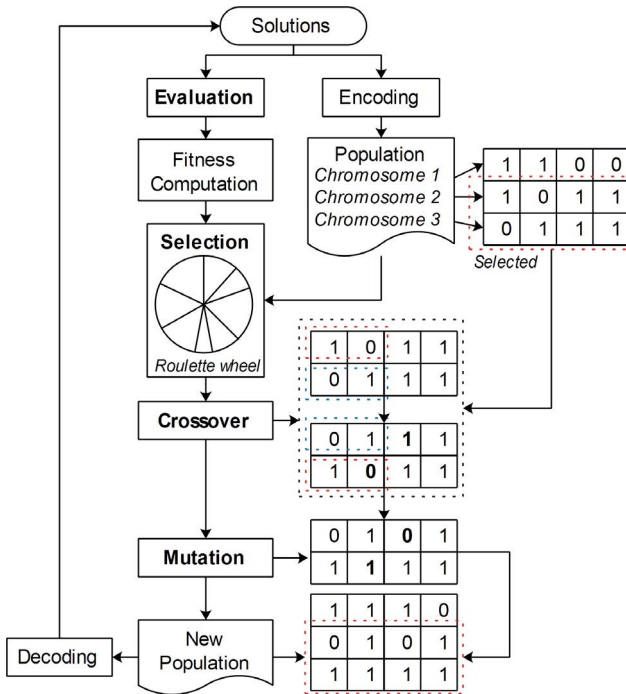 Solutions
Evaluation
Encoding
Fitness
Computation
Population
Chromosome 1
Chromosome 2
Chromosome 3
1 1 0 0
1 0 1 1
0 1 1 1
Selected
Selection
Roulette wheel
1 0 1 1
0 1 1 1
Crossover
0 1 1 1
1 0 1 1
Mutation
0 1 0 1
1 1 1 1
1 1 1 0
0 1 0 1
1 1 1 1
New
Population
Decoding